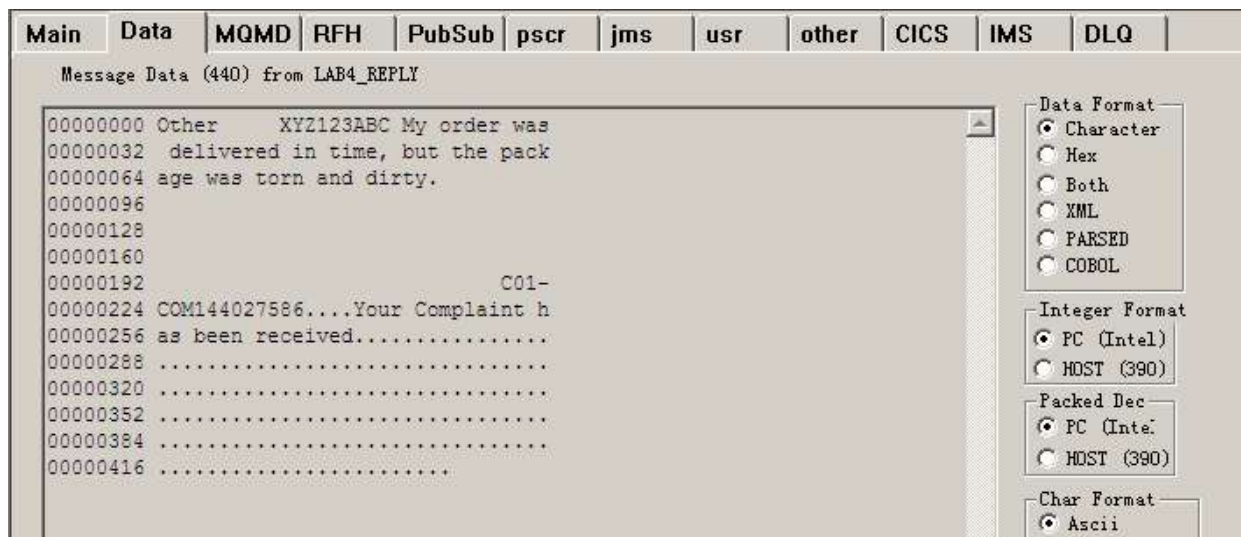 Main Data MQMD RFH PubSub pscr jms usr other CICS IMS DLQ
Message Data (440) from LAB4_REPLY
00000000 Other     XYZ123ABC My order was
00000032  delivered in time, but the pack
00000064 age was torn and dirty.
00000096
00000128
00000160
00000192                                  C01-
00000224 COM144027586....Your Complaint h
00000256 as been received................
00000288 ................................
00000320 ................................
00000352 ................................
00000384 ................................
00000416 ........................
Data Format
Character
Hex
Both
XML
PARSED
COBOL
Integer Format
PC (Intel)
HOST (390)
Packed Dec
PC (Inte
HOST (390)
Char Format
Ascii